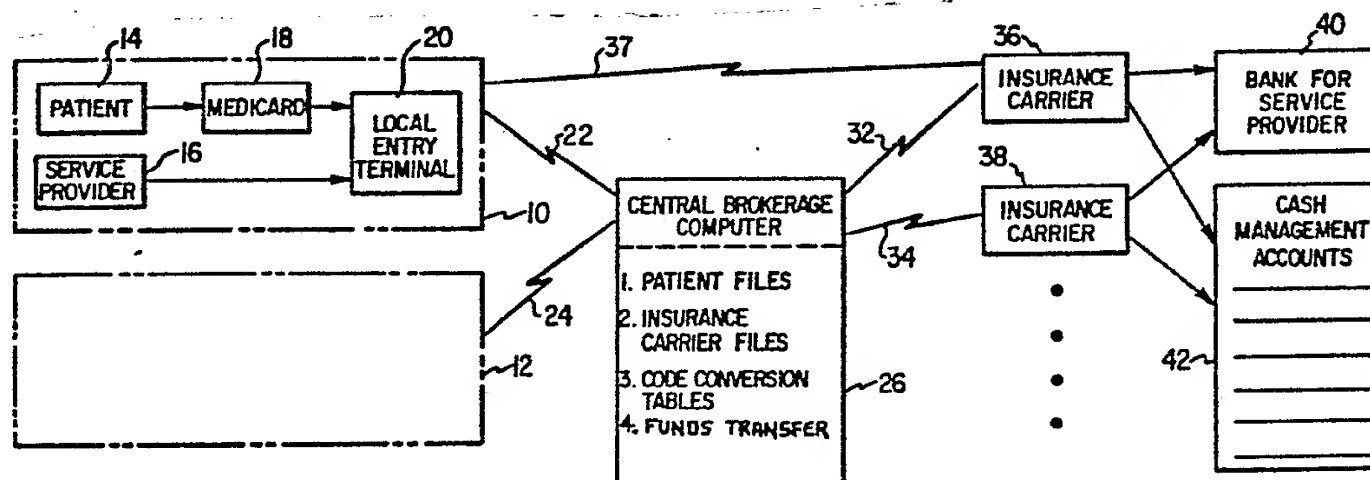 14
18
20
37
36
40
PATIENT
MEDICARD
LOCAL
ENTRY
TERMINAL
SERVICE
PROVIDER
16
10
22
INSURANCE
CARRIER
BANK FOR
SERVICE
PROVIDER
32
38
INSURANCE
CARRIER
34
CENTRAL BROKERAGE
COMPUTER
1. PATIENT FILES
2. INSURANCE
CARRIER FILES
3. CODE CONVERSION
TABLES
4. FUNDS TRANSFER
24
12
26
CASH
MANAGEMENT
ACCOUNTS
42